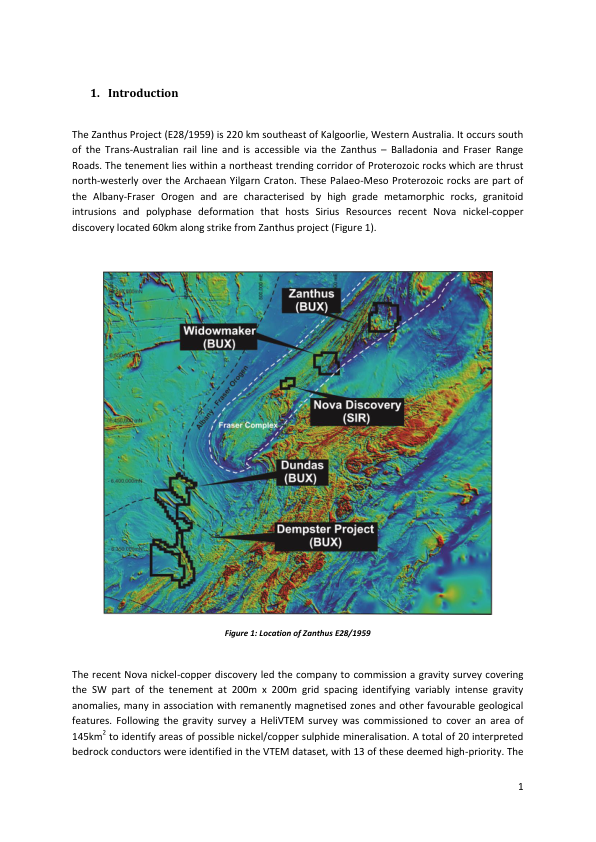 1. Introduction
The Zanthus Project (E28/1959) is 220 km southeast of Kalgoorlie, Western Australia. It occurs south
of the Trans-Australian rail line and is accessible via the Zanthus – Balladonia and Fraser Range
Roads. The tenement lies within a northeast trending corridor of Proterozoic rocks which are thrust
north-westerly over the Archaean Yilgarn Craton. These Palaeo-Meso Proterozoic rocks are part of
the Albany-Fraser Orogen and are characterised by high grade metamorphic rocks, granitoid
intrusions and polyphase deformation that hosts Sirius Resources recent Nova nickel-copper
discovery located 60km along strike from Zanthus project (Figure 1).
Zanthus
(BUX)
Widowmaker
(BUX)
Albany Fraser Orogen
Nova Discovery
(SIR)
Fraser Complex
Dundas
(BUX)
Dempster Project
(BUX)
Figure 1: Location of Zanthus E28/1959
The recent Nova nickel-copper discovery led the company to commission a gravity survey covering
the SW part of the tenement at 200m x 200m grid spacing identifying variably intense gravity
anomalies, many in association with remanently magnetised zones and other favourable geological
features. Following the gravity survey a HeliVTEM survey was commissioned to cover an area of
145km² to identify areas of possible nickel/copper sulphide mineralisation. A total of 20 interpreted
bedrock conductors were identified in the VTEM dataset, with 13 of these deemed high-priority. The
1